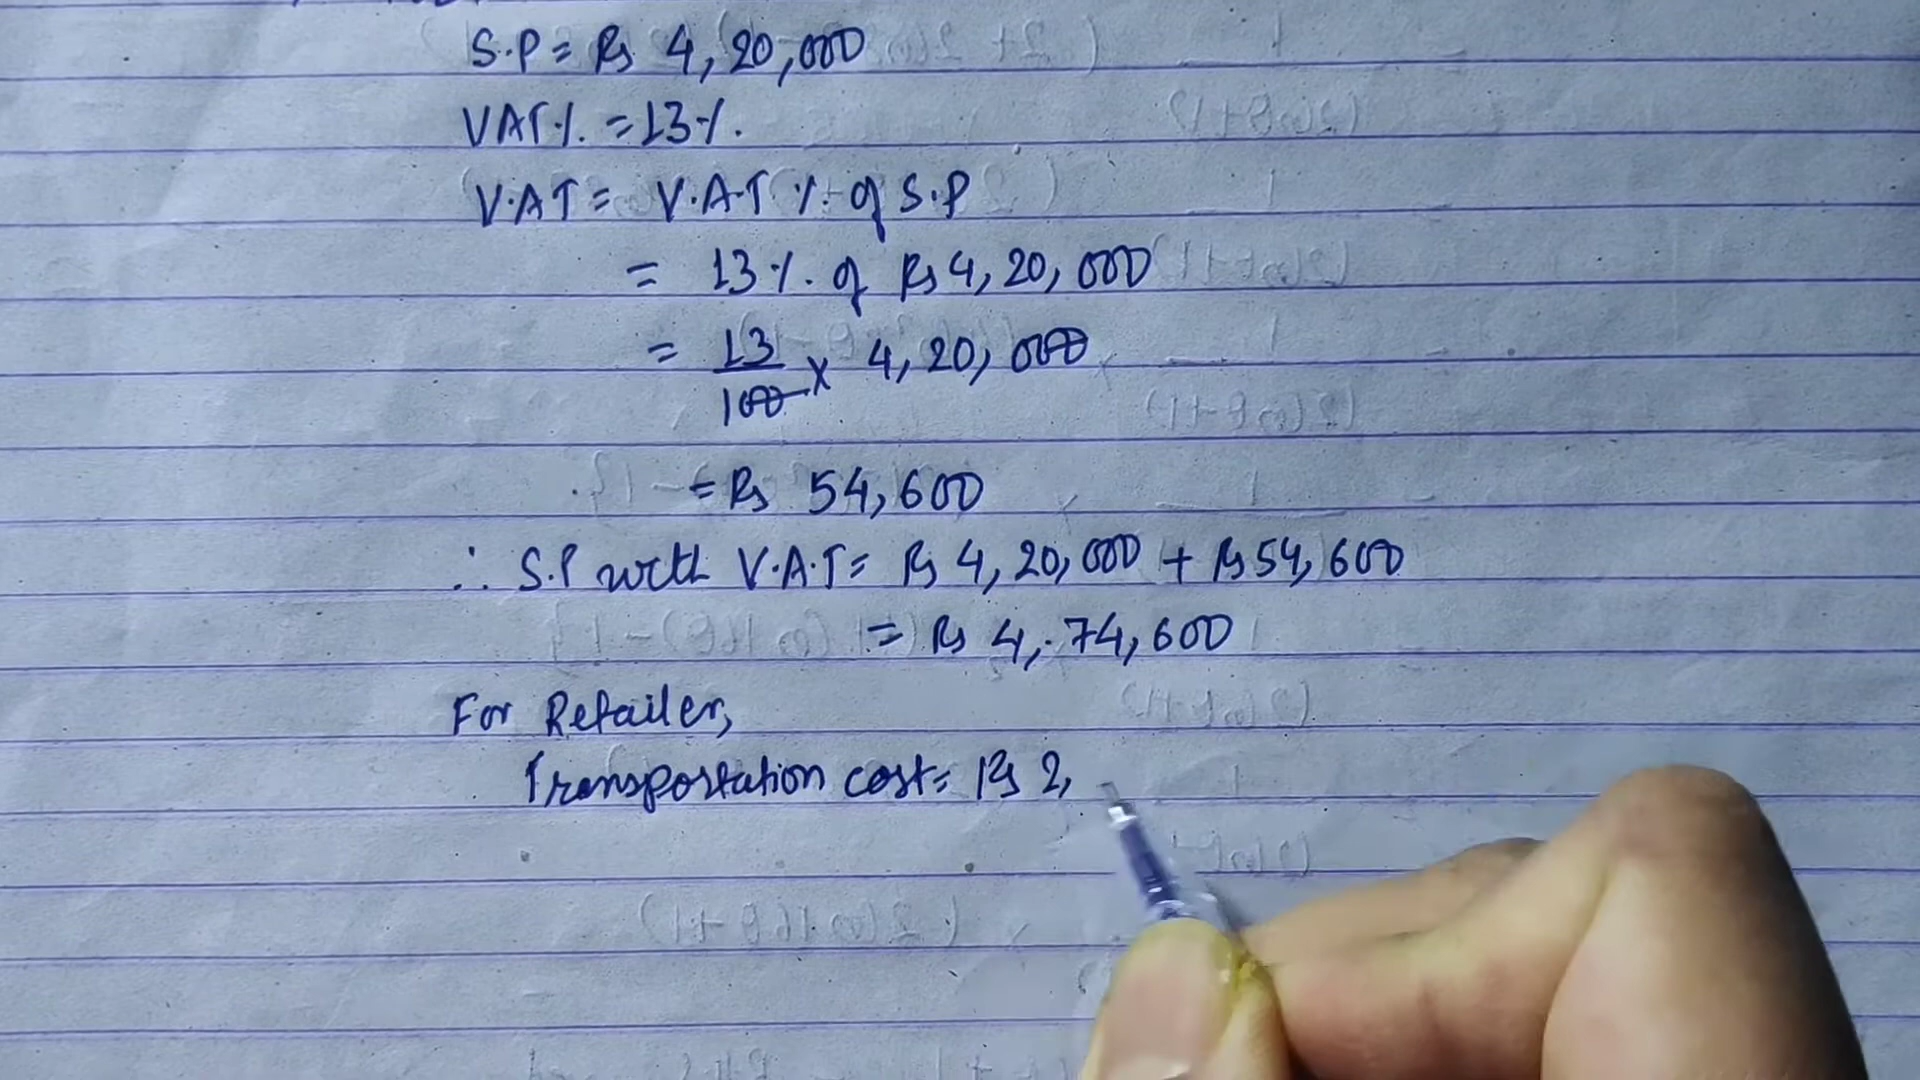 S.P = Rs 4,20,000
VAT% = 13%.
V.A.T = V.A.T % of S.P
= 13% of Rs 4,20,000
= 13/100 × 4,20,000
= Rs 54,600
∴ S.P with V.A.T = Rs 4,20,000 + Rs 54,600
= Rs 4,74,600
For Retailer,
Transportation cost = Rs 2,